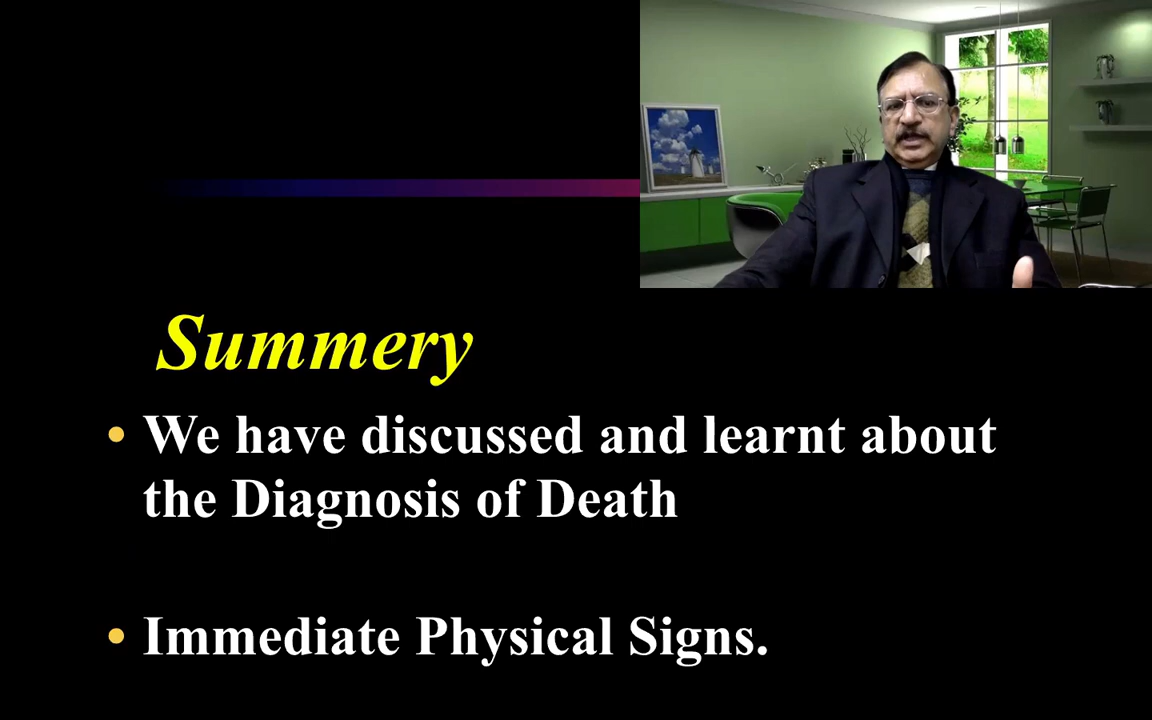 Summery
• We have discussed and learnt about
the Diagnosis of Death
• Immediate Physical Signs.